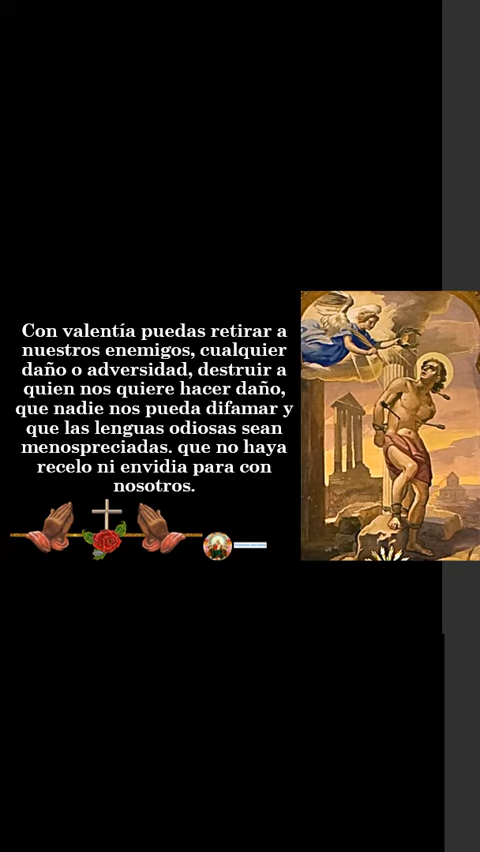 Con valentía puedas retirar a
nuestros enemigos, cualquier
daño o adversidad, destruir a
quien nos quiere hacer daño,
que nadie nos pueda difamar y
que las lenguas odiosas sean
menospreciadas. que no haya
recelo ni envidia para con
nosotros.